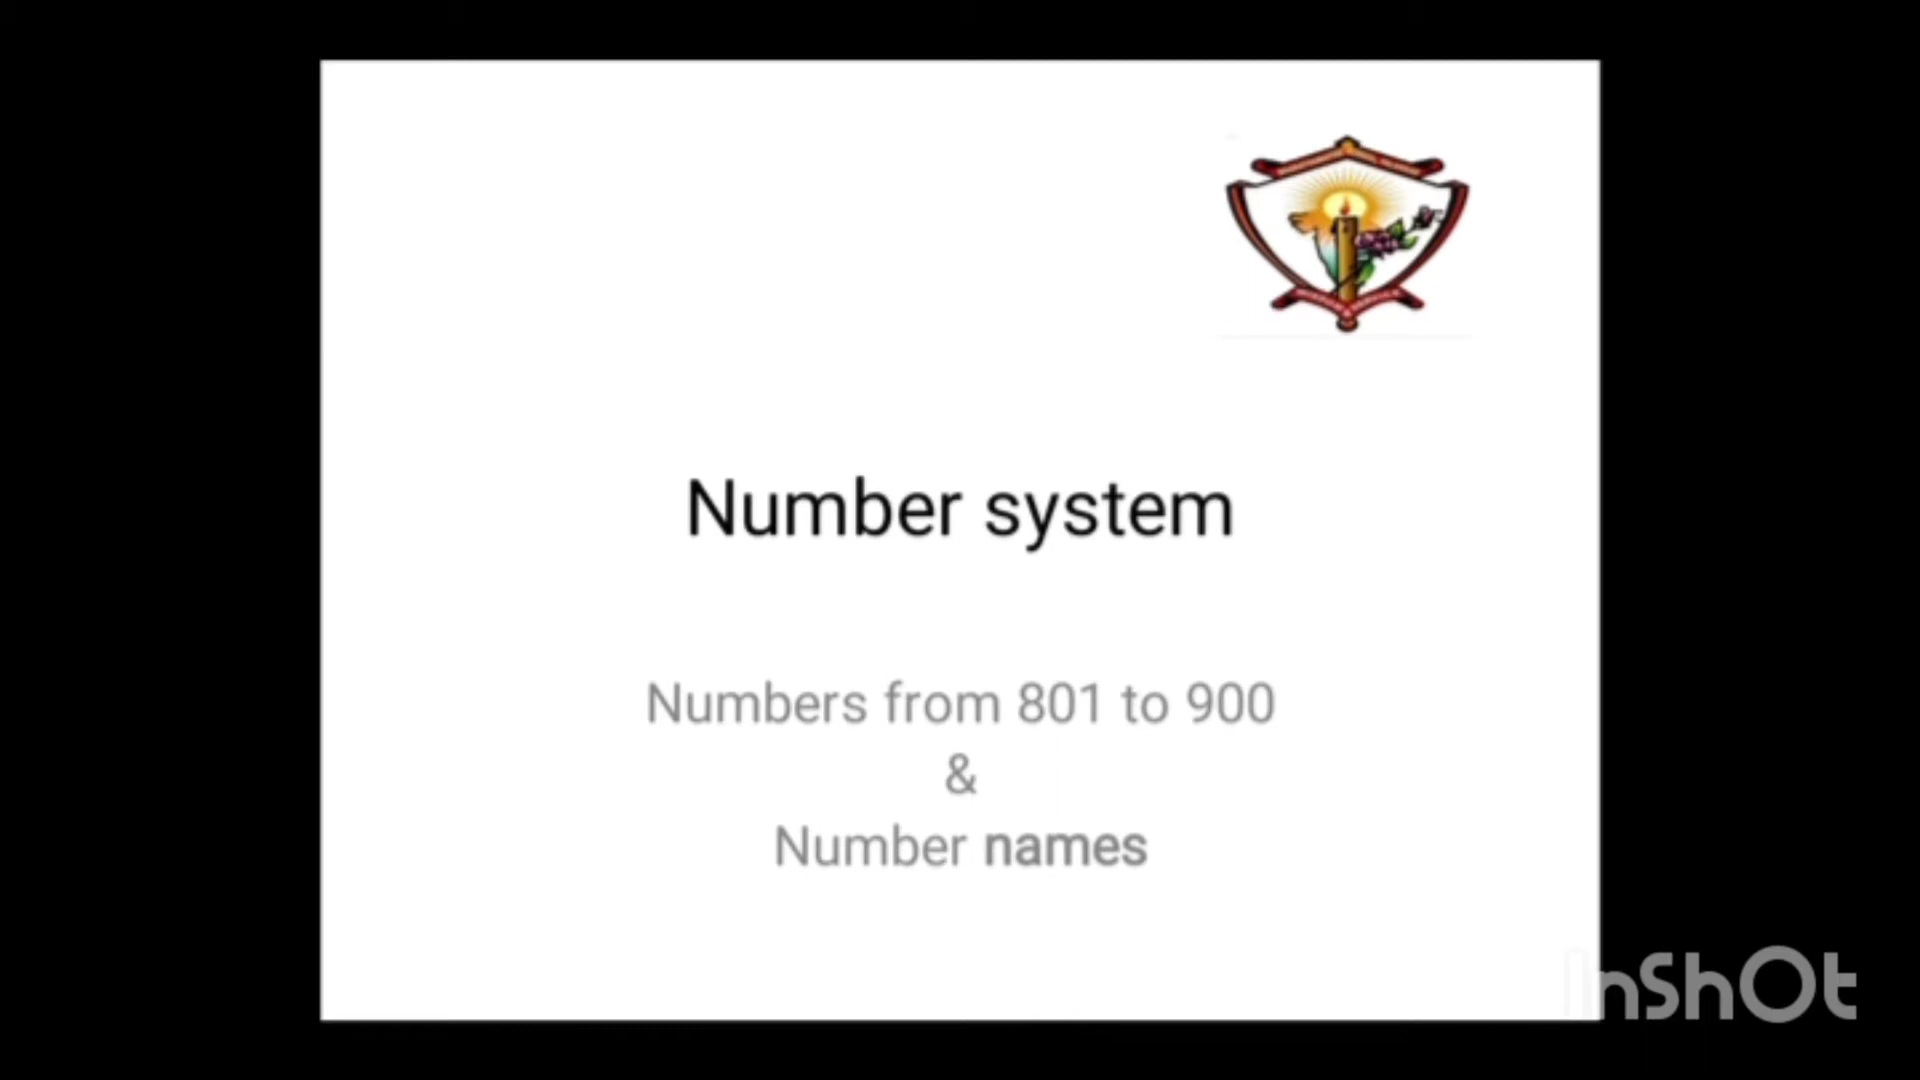 Number system
Numbers from 801 to 900
&
Number names
InShOt